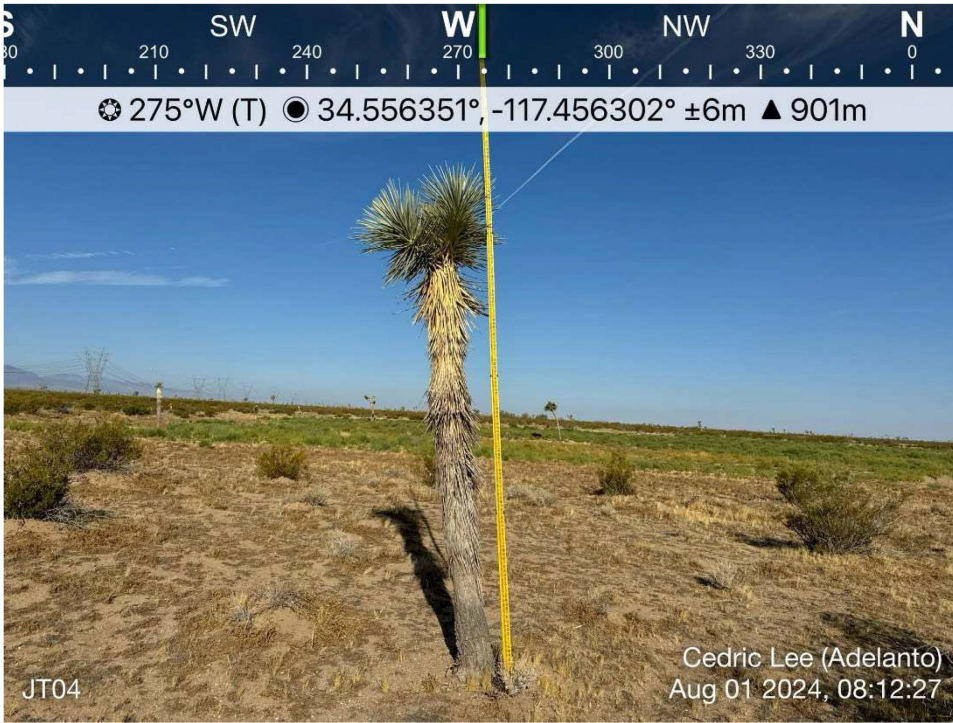 S SW W NW N
30 210 240 270 300 330 0
275°W (T) 34.556351°, -117.456302° ±6m ▲ 901m
JT04
Cedric Lee (Adelanto)
Aug 01 2024, 08:12:27